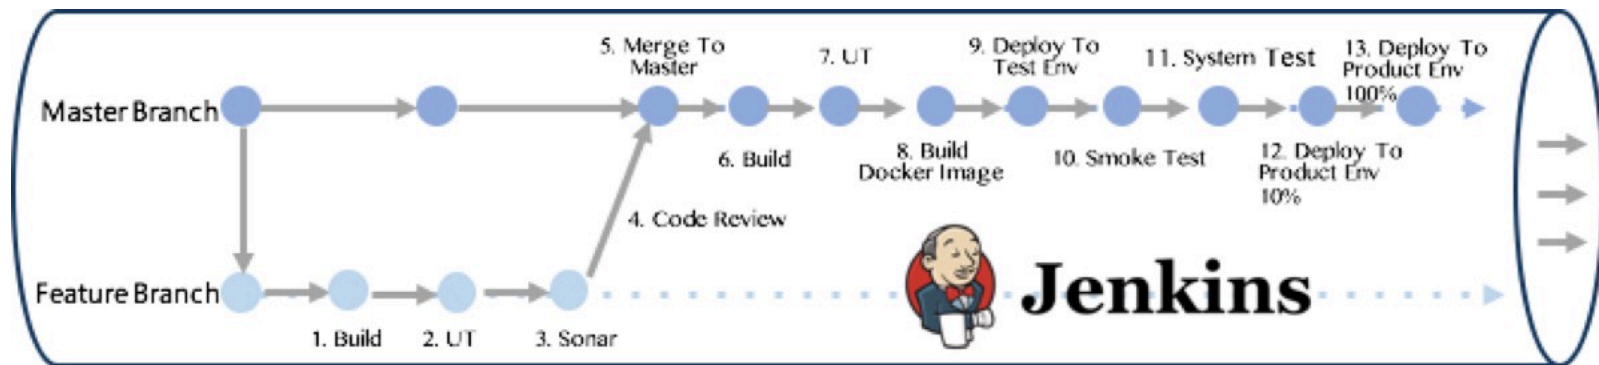 5. Merge To
Master
7. UT
9. Deploy To
Test Env
11. System Test
13. Deploy To
Product Env
100%
Master Branch
6. Build
8. Build
Docker Image
10. Smoke Test
12. Deploy To
Product Env
10%
4. Code Review
Jenkins
Feature Branch
1. Build
2. UT
3. Sonar